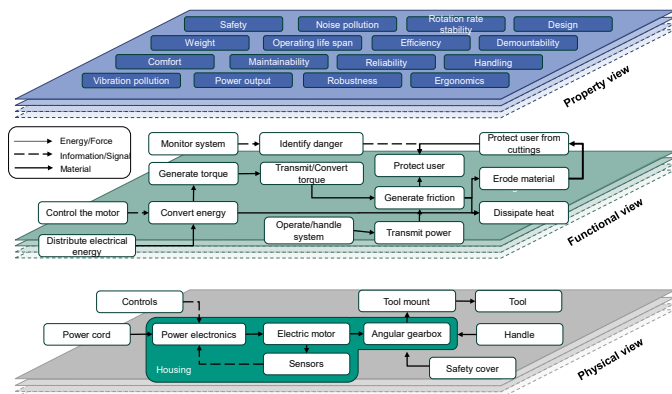 Safety
Noise pollution
Rotation rate
stability
Design
Weight
Operating life span
Efficiency
Demountability
Comfort
Maintainability
Reliability
Handling
Vibration pollution
Power output
Robustness
Ergonomics
Property view
Energy/Force
Information/Signal
Material
Monitor system
Identify danger
Protect user from
cuttings
Protect user
Generate torque
Transmit/Convert
torque
Erode material
Generate friction
Control the motor
Convert energy
Dissipate heat
Operate/handle
system
Transmit power
Distribute electrical
energy
Functional view
Controls
Tool mount
Tool
Power cord
Power electronics
Electric motor
Angular gearbox
Handle
Sensors
Housing
Safety cover
Physical view